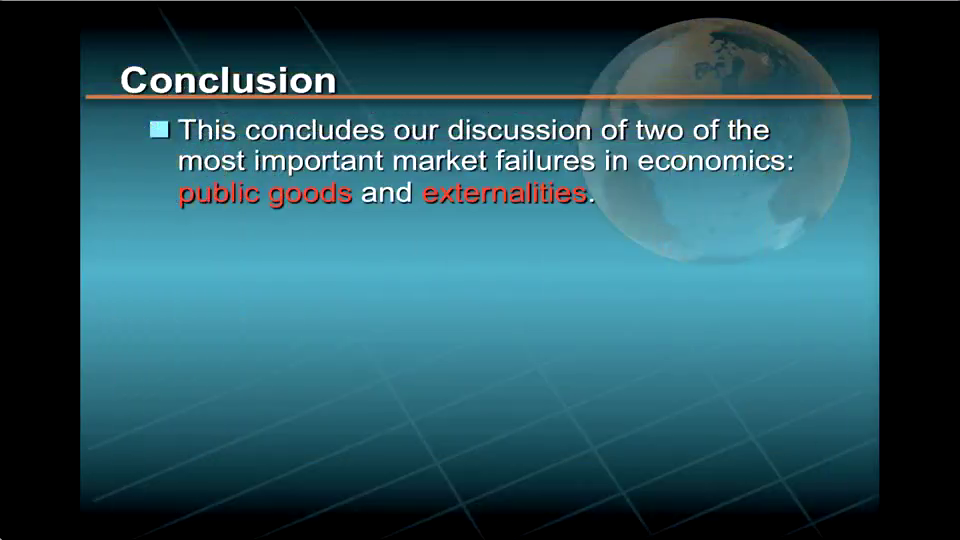 Conclusion
This concludes our discussion of two of the
most important market failures in economics:
public goods and externalities.